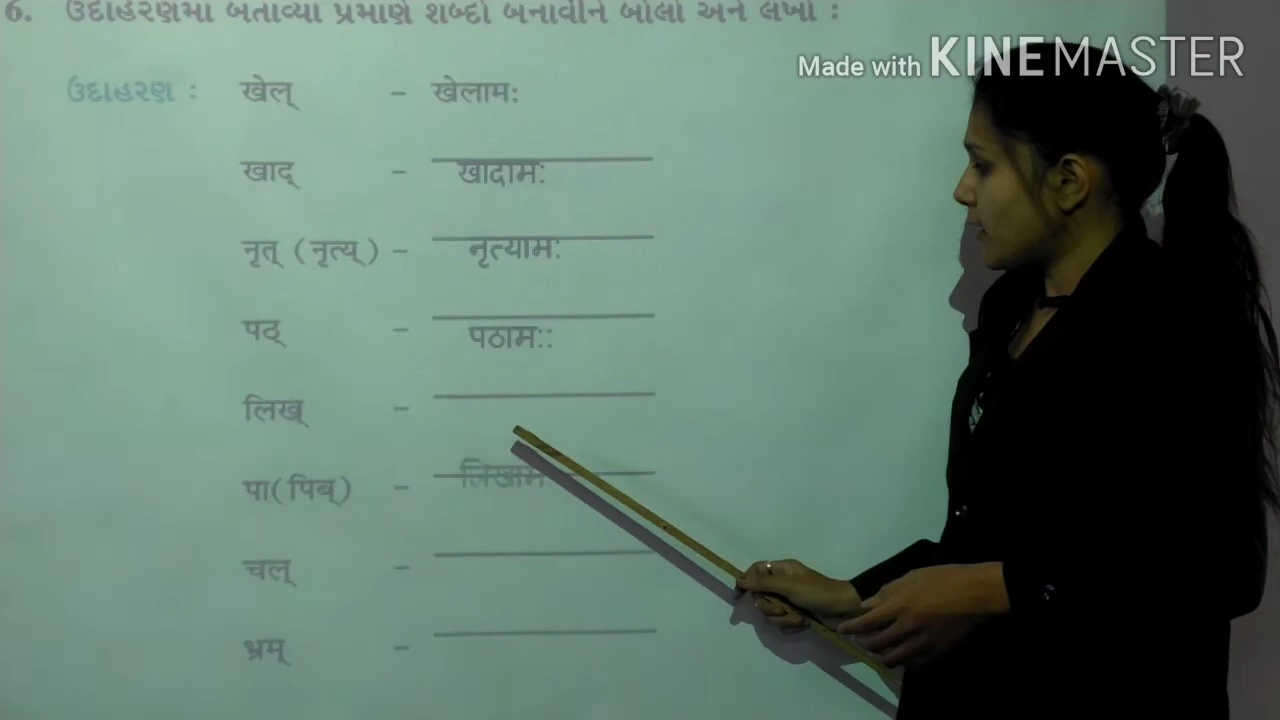 6. ઉદાહરણમાં બતાવ્યા પ્રમાણે શબ્દો બનાવીને બોલો અને લખો :
Made with KINEMASTER
ઉદાહરણ : खेल् - खेलाम:
खाद् - खादाम:
नृत् (नृत्य्) - नृत्याम:
पठ् - पठाम::
लिख् -
पा(पिब्) - लिखाम:
चल् -
भ्रम् -